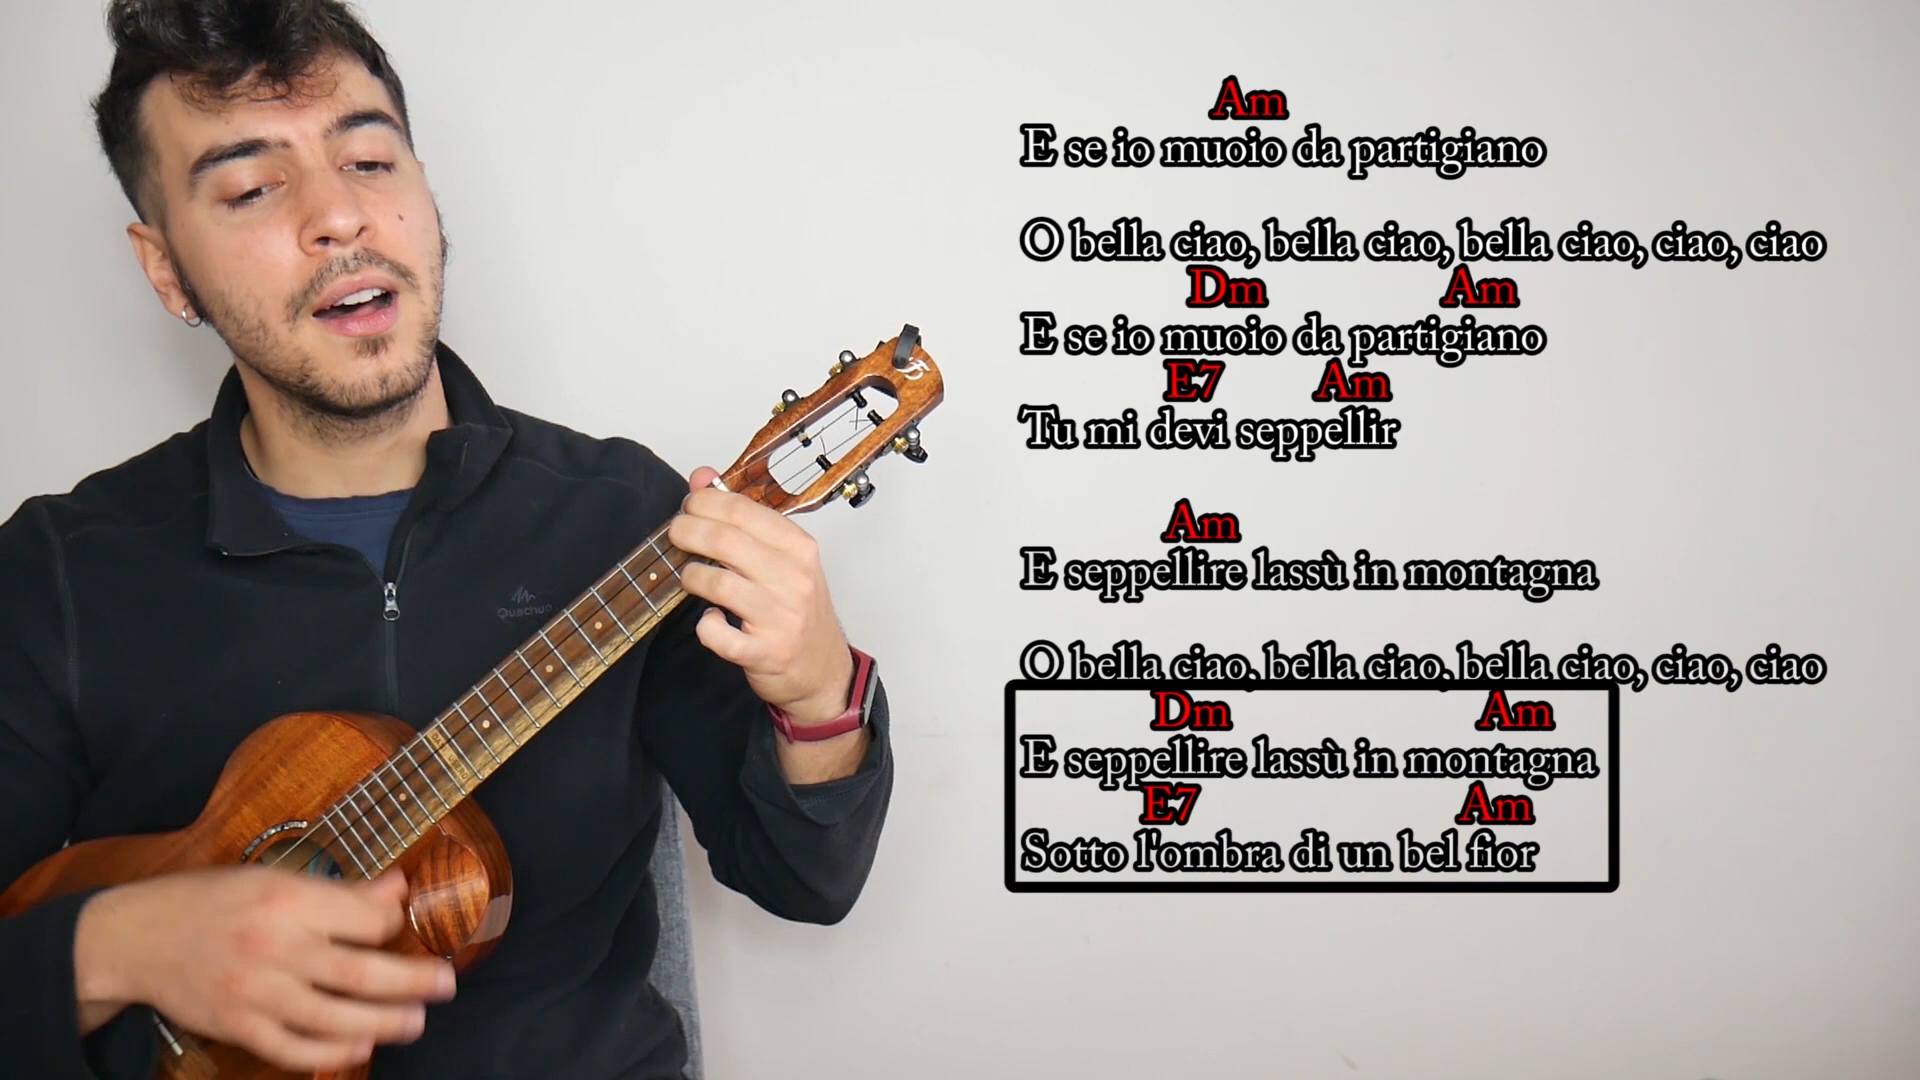 Am
E se io muoio da partigiano
O bella ciao, bella ciao, bella ciao, ciao, ciao
Dm Am
E se io muoio da partigiano
E7 Am
Tu mi devi seppellir
Am
E seppellire lassù in montagna
O bella ciao, bella ciao, bella ciao, ciao, ciao
Dm Am
E seppellire lassù in montagna
E7 Am
Sotto l'ombra di un bel fior
Quechua